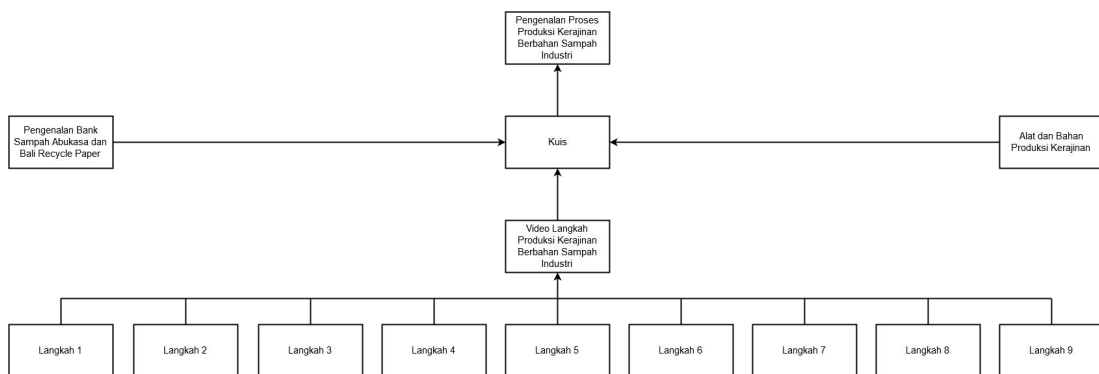 Pengenalan Proses
Produksi Kerajinan
Berbahan Sampah
Industri
Pengenalan Bank
Sampah Abukasa dan
Bali Recycle Paper
Kuis
Alat dan Bahan
Produksi Kerajinan
Video Langkah
Produksi Kerajinan
Berbahan Sampah
Industri
Langkah 1
Langkah 2
Langkah 3
Langkah 4
Langkah 5
Langkah 6
Langkah 7
Langkah 8
Langkah 9